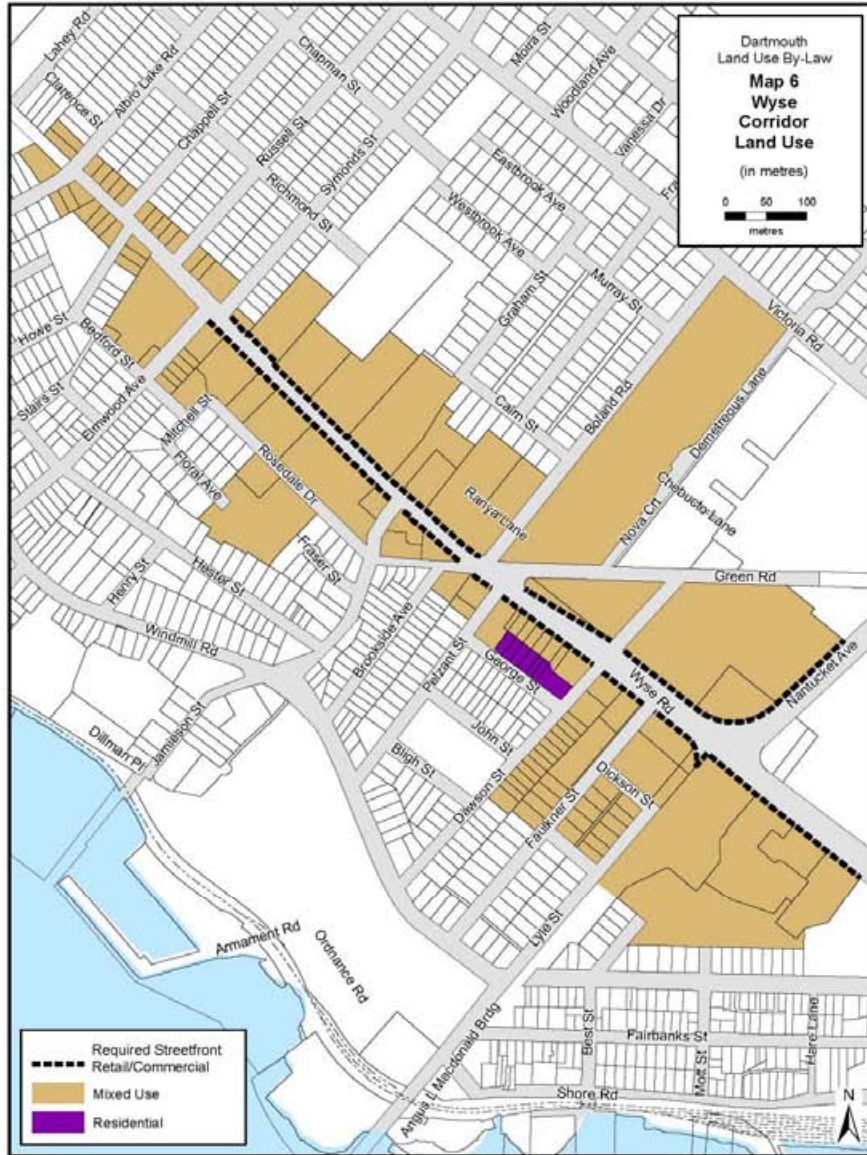 Dartmouth
Land Use By-Law
Map 6
Wyse
Corridor
Land Use
(in metres)
0 50 100
metres
Lahey Rd
Clarence St
Albro Lake Rd
Chappell St
Chapman St
Russell St
Symonds St
Richmond St
Moira St
Woodland Ave
Vanessa Dr
Eastbrook Ave
Westbrook Ave
Murray St
Graham St
Victoria Rd
Cairn St
Boland Rd
Demetreous Lane
Chebucto Lane
Nova Crt
Ranya Lane
Green Rd
Howe St
Bedford St
Stairs St
Elmwood Ave
Mitchell St
Floral Ave
Rosedale Dr
Fraser St
Hester St
Henry St
Windmill Rd
Brookside Ave
Pelzant St
George St
Wyse Rd
Nantucket Ave
John St
Bligh St
Dawson St
Faulkner St
Dickson St
Lyle St
Jamieson St
Dillman Pl
Armament Rd
Ordnance Rd
Angus L Macdonald Brdg
Best St
Fairbanks St
Mott St
Hare Lane
Shore Rd
N
Required Streetfront
Retail/Commercial
Mixed Use
Residential